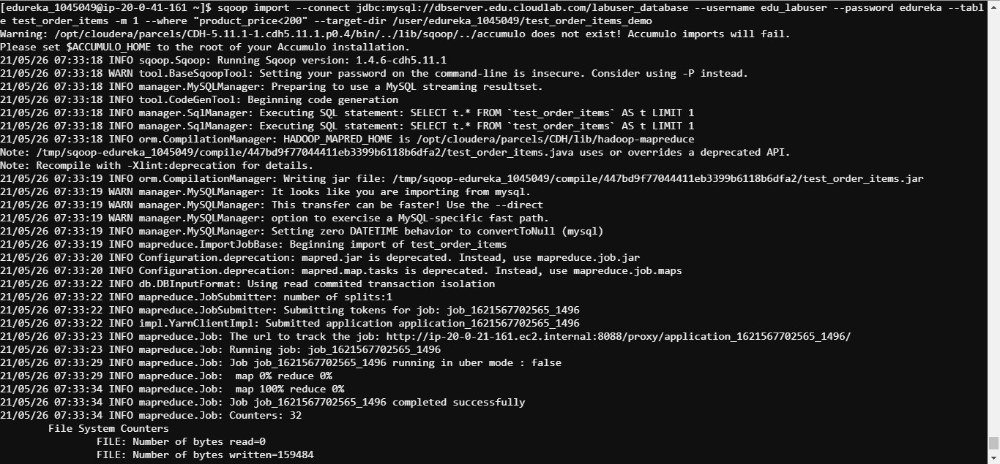 [edureka_1045049@ip-20-0-41-161 ~]$ sqoop import --connect jdbc:mysql://dbserver.edu.cloudlab.com/labuser_database --username edu_labuser --password edureka --tabl
e test_order_items -m 1 --where "product_price<200" --target-dir /user/edureka_1045049/test_order_items_demo
Warning: /opt/cloudera/parcels/CDH-5.11.1-1.cdh5.11.1.p0.4/bin/../lib/sqoop/../accumulo does not exist! Accumulo imports will fail.
Please set $ACCUMULO_HOME to the root of your Accumulo installation.
21/05/26 07:33:18 INFO sqoop.Sqoop: Running Sqoop version: 1.4.6-cdh5.11.1
21/05/26 07:33:18 WARN tool.BaseSqoopTool: Setting your password on the command-line is insecure. Consider using -P instead.
21/05/26 07:33:18 INFO manager.MySQLManager: Preparing to use a MySQL streaming resultset.
21/05/26 07:33:18 INFO tool.CodeGenTool: Beginning code generation
21/05/26 07:33:18 INFO manager.SqlManager: Executing SQL statement: SELECT t.* FROM `test_order_items` AS t LIMIT 1
21/05/26 07:33:18 INFO manager.SqlManager: Executing SQL statement: SELECT t.* FROM `test_order_items` AS t LIMIT 1
21/05/26 07:33:18 INFO orm.CompilationManager: HADOOP_MAPRED_HOME is /opt/cloudera/parcels/CDH/lib/hadoop-mapreduce
Note: /tmp/sqoop-edureka_1045049/compile/447bd9f77044411eb3399b6118b6dfa2/test_order_items.java uses or overrides a deprecated API.
Note: Recompile with -Xlint:deprecation for details.
21/05/26 07:33:19 INFO orm.CompilationManager: Writing jar file: /tmp/sqoop-edureka_1045049/compile/447bd9f77044411eb3399b6118b6dfa2/test_order_items.jar
21/05/26 07:33:19 WARN manager.MySQLManager: It looks like you are importing from mysql.
21/05/26 07:33:19 WARN manager.MySQLManager: This transfer can be faster! Use the --direct
21/05/26 07:33:19 WARN manager.MySQLManager: option to exercise a MySQL-specific fast path.
21/05/26 07:33:19 INFO manager.MySQLManager: Setting zero DATETIME behavior to convertToNull (mysql)
21/05/26 07:33:19 INFO mapreduce.ImportJobBase: Beginning import of test_order_items
21/05/26 07:33:20 INFO Configuration.deprecation: mapred.jar is deprecated. Instead, use mapreduce.job.jar
21/05/26 07:33:20 INFO Configuration.deprecation: mapred.map.tasks is deprecated. Instead, use mapreduce.job.maps
21/05/26 07:33:22 INFO db.DBInputFormat: Using read commited transaction isolation
21/05/26 07:33:22 INFO mapreduce.JobSubmitter: number of splits:1
21/05/26 07:33:22 INFO mapreduce.JobSubmitter: Submitting tokens for job: job_1621567702565_1496
21/05/26 07:33:22 INFO impl.YarnClientImpl: Submitted application application_1621567702565_1496
21/05/26 07:33:23 INFO mapreduce.Job: The url to track the job: http://ip-20-0-21-161.ec2.internal:8088/proxy/application_1621567702565_1496/
21/05/26 07:33:23 INFO mapreduce.Job: Running job: job_1621567702565_1496
21/05/26 07:33:29 INFO mapreduce.Job: Job job_1621567702565_1496 running in uber mode : false
21/05/26 07:33:29 INFO mapreduce.Job:  map 0% reduce 0%
21/05/26 07:33:34 INFO mapreduce.Job:  map 100% reduce 0%
21/05/26 07:33:34 INFO mapreduce.Job: Job job_1621567702565_1496 completed successfully
21/05/26 07:33:34 INFO mapreduce.Job: Counters: 32
File System Counters
FILE: Number of bytes read=0
FILE: Number of bytes written=159484